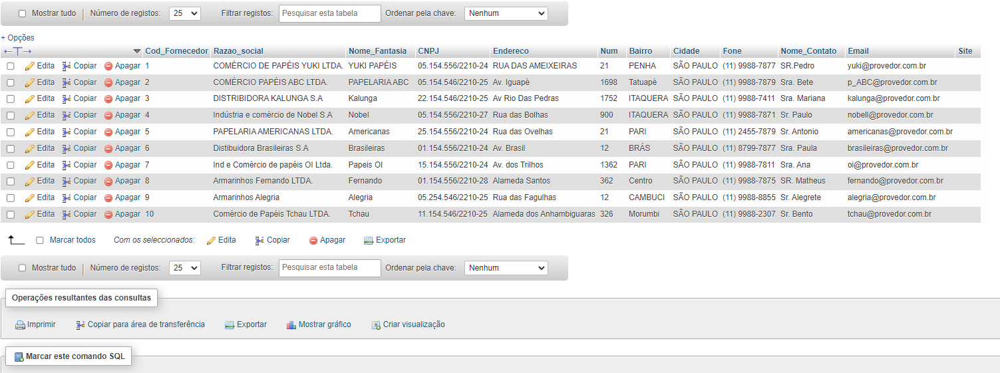 Mostrar tudo Número de registos: 25 Filtrar registos: Pesquisar esta tabela Ordenar pela chave: Nenhum
+ Opções
←T→ Cod_Fornecedor Razao_social Nome_Fantasia CNPJ Endereco Num Bairro Cidade Fone Nome_Contato Email Site
Edita Copiar Apagar 1 COMÉRCIO DE PAPÉIS YUKI LTDA. YUKI PAPÉIS 05.154.556/2210-24 RUA DAS AMEIXEIRAS 21 PENHA SÃO PAULO (11) 9988-7877 SR.Pedro yuki@provedor.com.br
Edita Copiar Apagar 2 COMÉRCIO PAPÉIS ABC LTDA. PAPELARIA ABC 05.154.546/2210-25 Av. Iguapé 1698 Tatuapé SÃO PAULO (11) 9988-7879 Sra. Bete p_ABC@provedor.com.br
Edita Copiar Apagar 3 DISTRIBIDORA KALUNGA S.A Kalunga 22.154.546/2210-25 Av Rio Das Pedras 1752 ITAQUERA SÃO PAULO (11) 9988-7411 Sra. Mariana kalunga@provedor.com.br
Edita Copiar Apagar 4 Indústria e comércio de Nobel S.A Nobel 05.154.546/2210-27 Rua das Bolhas 900 ITAQUERA SÃO PAULO (11) 9988-7871 Sr. Paulo nobell@provedor.com.br
Edita Copiar Apagar 5 PAPELARIA AMERICANAS LTDA. Americanas 25.154.556/2210-24 Rua das Ovelhas 21 PARI SÃO PAULO (11) 2455-7879 Sr. Antonio americanas@provedor.com.br
Edita Copiar Apagar 6 Distibuidora Brasileiras S.A Brasileiras 01.154.556/2210-24 Av. Brasil 12 BRÁS SÃO PAULO (11) 8799-7877 Sra. Paula brasileiras@provedor.com.br
Edita Copiar Apagar 7 Ind e Comércio de papéis OI Ltda. Papeis OI 15.154.556/2210-24 Av. dos Trilhos 1362 PARI SÃO PAULO (11) 9988-7811 Sra. Ana oi@provedor.com.br
Edita Copiar Apagar 8 Armarinhos Fernando LTDA. Fernando 01.154.556/2210-28 Alameda Santos 362 Centro SÃO PAULO (11) 9988-7875 SR. Matheus fernando@provedor.com.br
Edita Copiar Apagar 9 Armarinhos Alegria Alegria 05.254.546/2210-25 Rua das Fagulhas 12 CAMBUCI SÃO PAULO (11) 9988-8855 Sr. Alegrete alegria@provedor.com.br
Edita Copiar Apagar 10 Comércio de Papéis Tchau LTDA. Tchau 11.154.546/2210-25 Alameda dos Anhambiguaras 326 Morumbi SÃO PAULO (11) 9988-2307 Sr. Bento tchau@provedor.com.br
Marcar todos Com os seleccionados: Edita Copiar Apagar Exportar
Mostrar tudo Número de registos: 25 Filtrar registos: Pesquisar esta tabela Ordenar pela chave: Nenhum
Operações resultantes das consultas
Imprimir Copiar para área de transferência Exportar Mostrar gráfico Criar visualização
Marcar este comando SQL